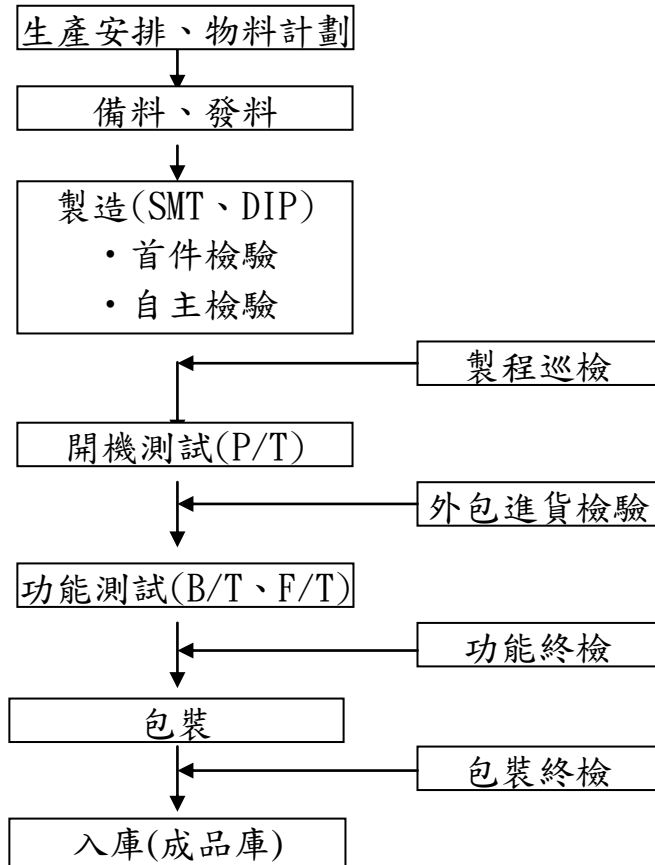 生產安排、物料計劃
備料、發料
製造(SMT、DIP)
・首件檢驗
・自主檢驗
製程巡檢
開機測試(P/T)
外包進貨檢驗
功能測試(B/T、F/T)
功能終檢
包裝
包裝終檢
入庫(成品庫)